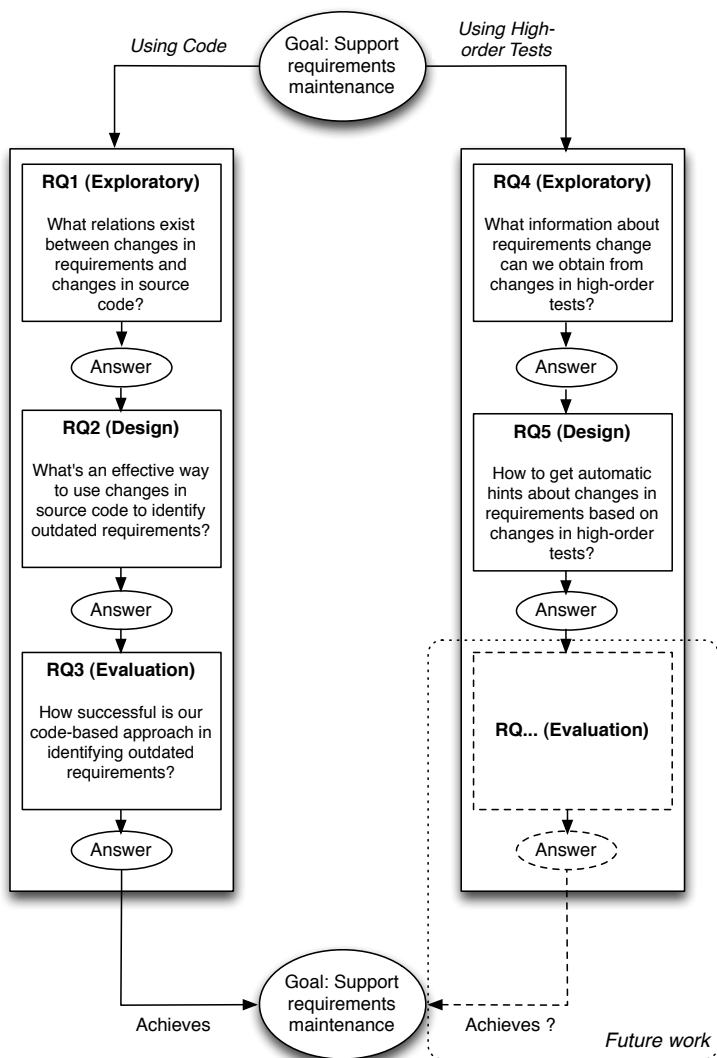 Using Code
Goal: Support
requirements
maintenance
Using High-
order Tests
RQ1 (Exploratory)
What relations exist
between changes in
requirements and
changes in source
code?
Answer
RQ2 (Design)
What's an effective way
to use changes in
source code to identify
outdated requirements?
Answer
RQ3 (Evaluation)
How successful is our
code-based approach in
identifying outdated
requirements?
Answer
RQ4 (Exploratory)
What information about
requirements change
can we obtain from
changes in high-order
tests?
Answer
RQ5 (Design)
How to get automatic
hints about changes in
requirements based on
changes in high-order
tests?
Answer
RQ... (Evaluation)
Answer
Achieves
Goal: Support
requirements
maintenance
Achieves ?
Future work